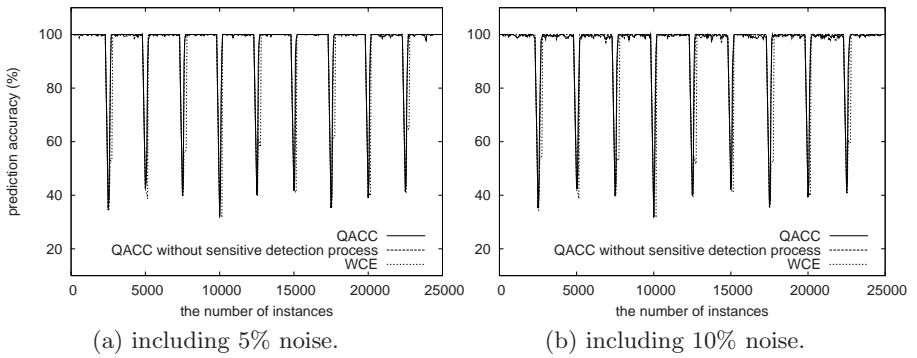 prediction accuracy (%)
100
80
60
40
20
QACC
QACC without sensitive detection process
WCE
0 5000 10000 15000 20000 25000
the number of instances
(a) including 5% noise.
100
80
60
40
20
QACC
QACC without sensitive detection process
WCE
0 5000 10000 15000 20000 25000
the number of instances
(b) including 10% noise.